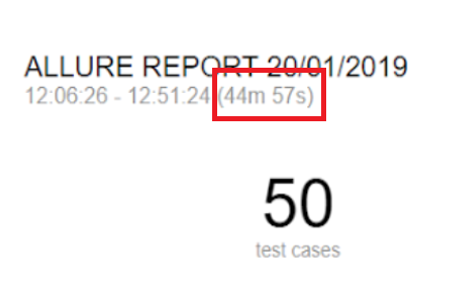 ALLURE REPORT 20/01/2019
12:06:26 - 12:51:24 (44m 57s)
50
test cases